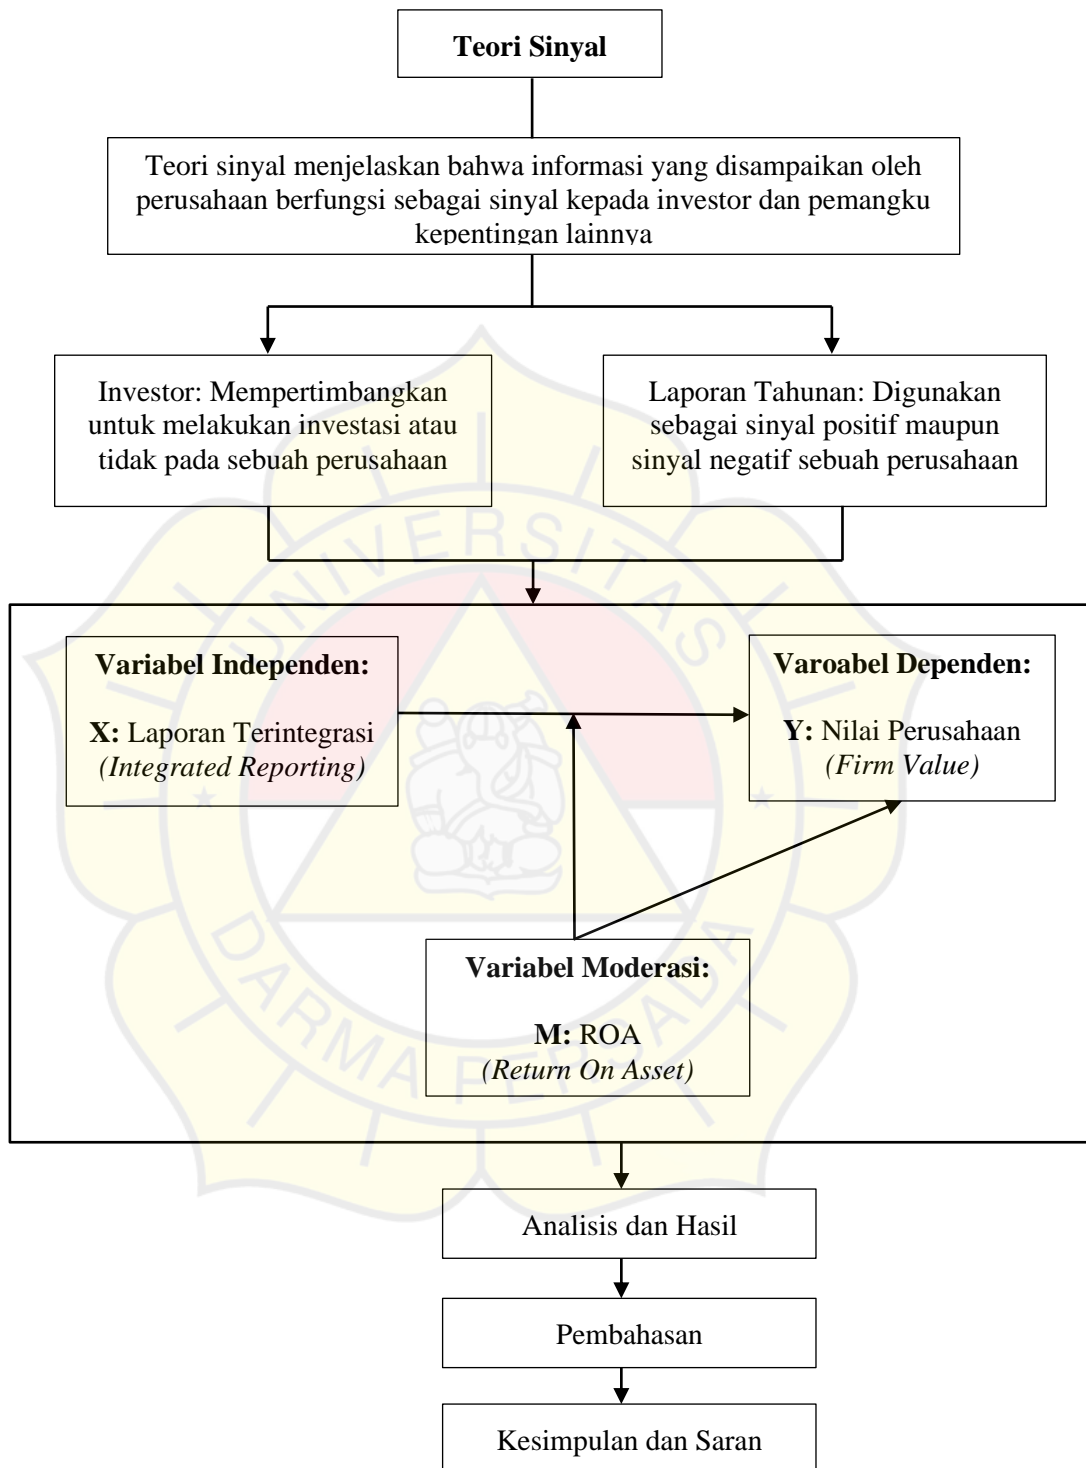 Teori Sinyal
Teori sinyal menjelaskan bahwa informasi yang disampaikan oleh
perusahaan berfungsi sebagai sinyal kepada investor dan pemangku
kepentingan lainnya
Investor: Mempertimbangkan
untuk melakukan investasi atau
tidak pada sebuah perusahaan
Laporan Tahunan: Digunakan
sebagai sinyal positif maupun
sinyal negatif sebuah perusahaan
UNIVERSITAS
Variabel Independen:
X: Laporan Terintegrasi
(Integrated Reporting)
Varoabel Dependen:
Y: Nilai Perusahaan
(Firm Value)
Variabel Moderasi:
M: ROA
(Return On Asset)
DARMA PERSADA
Analisis dan Hasil
Pembahasan
Kesimpulan dan Saran